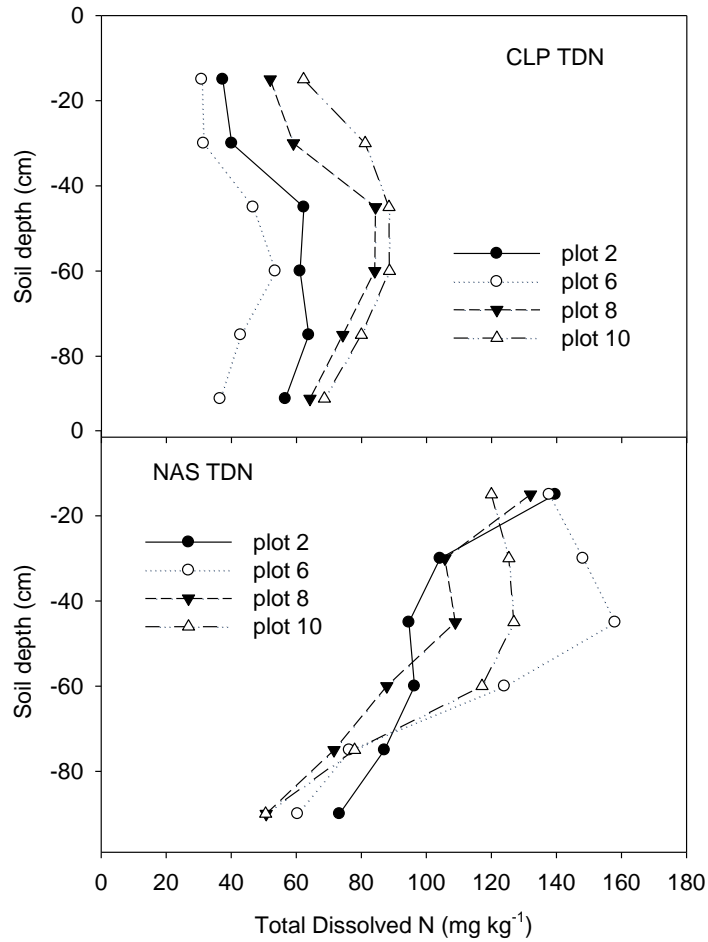 0
CLP TDN
-20
-40
Soil depth (cm)
plot 2
-60
plot 6
plot 8
-80
plot 10
0
NAS TDN
-20
plot 2
plot 6
-40
plot 8
plot 10
Soil depth (cm)
-60
-80
0 20 40 60 80 100 120 140 160 180
Total Dissolved N (mg kg⁻¹)